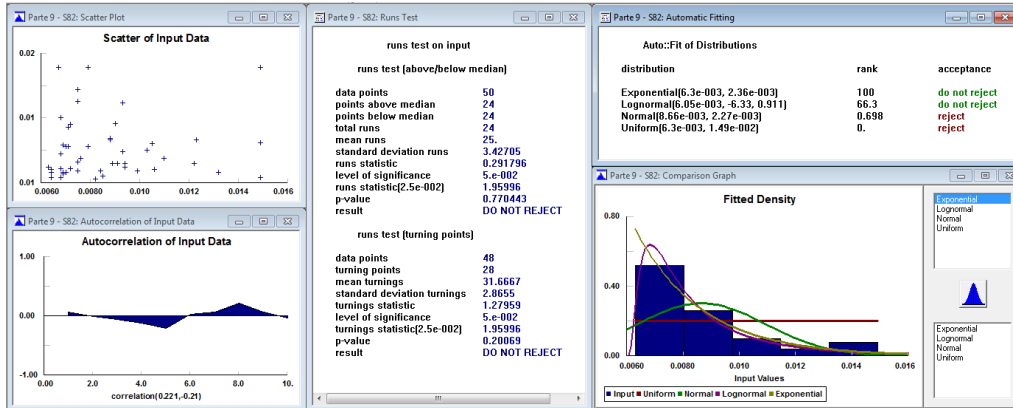 Parte 9 - S82: Scatter Plot
Scatter of Input Data
0.02
0.01
0.01
0.00
0.0060 0.0080 0.010 0.012 0.014 0.016
Parte 9 - S82: Autocorrelation of Input Data
Autocorrelation of Input Data
1.00
0.00
-1.00
0.00 2.0 4.0 6.0 8.0 10.
correlation(0.221,-0.21)
Parte 9 - S82: Runs Test
runs test on input
runs test (above/below median)
data points 50
points above median 24
points below median 24
total runs 24
mean runs 25.
standard deviation runs 3.42705
runs statistic 0.291796
level of significance 5.e-002
runs statistic(2.5e-002) 1.95996
p-value 0.770443
result DO NOT REJECT
runs test (turning points)
data points 48
turning points 28
mean turnings 31.6667
standard deviation turnings 2.8655
turnings statistic 1.27959
level of significance 5.e-002
turnings statistic(2.5e-002) 1.95996
p-value 0.20069
result DO NOT REJECT
Parte 9 - S82: Automatic Fitting
Auto::Fit of Distributions
distribution rank acceptance
Exponential(6.3e-003, 2.36e-003) 100 do not reject
Lognormal(6.05e-003, -6.33, 0.911) 66.3 do not reject
Normal(8.66e-003, 2.27e-003) 0.698 reject
Uniform(6.3e-003, 1.49e-002) 0. reject
Parte 9 - S82: Comparison Graph
Fitted Density
0.80
0.40
0.00
0.0060 0.0080 0.010 0.012 0.014 0.016
Input Values
Input Uniform Normal Lognormal Exponential
Exponential
Lognormal
Normal
Uniform
Exponential
Lognormal
Normal
Uniform